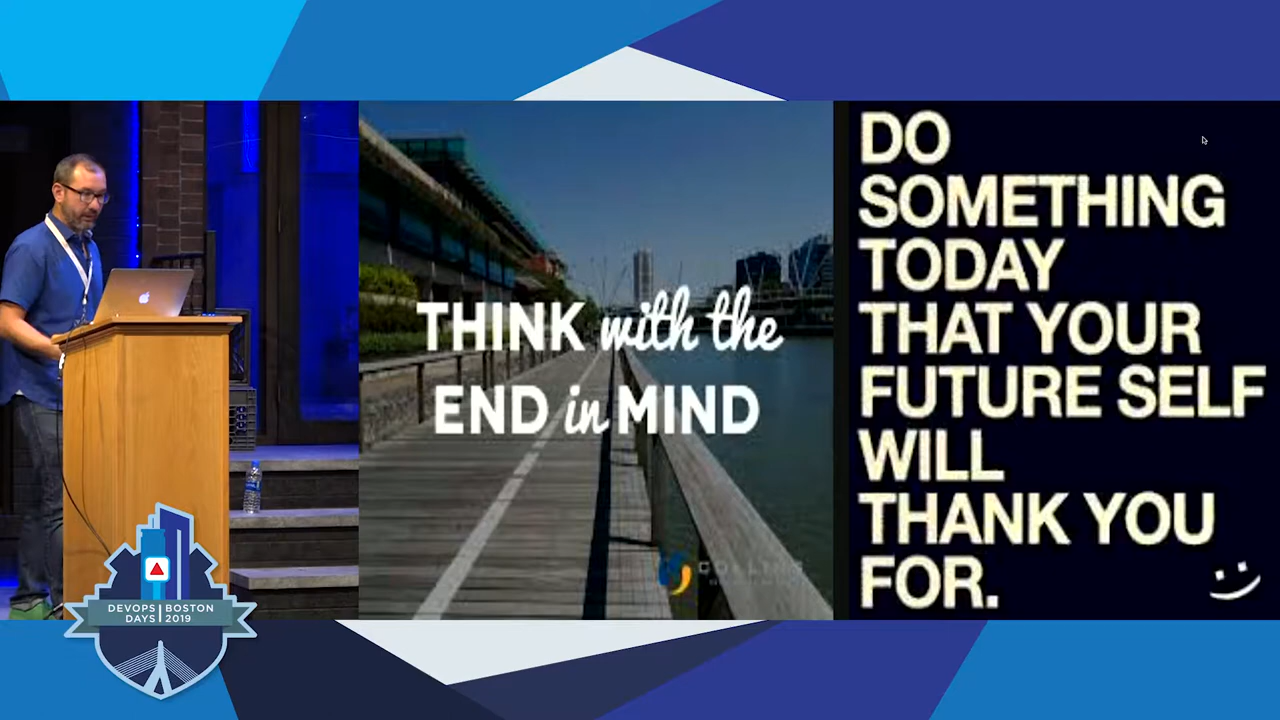 THINK with the
END in MIND
DO
SOMETHING
TODAY
THAT YOUR
FUTURE SELF
WILL
THANK YOU
FOR.
DEVOPS BOSTON
DAYS 2019